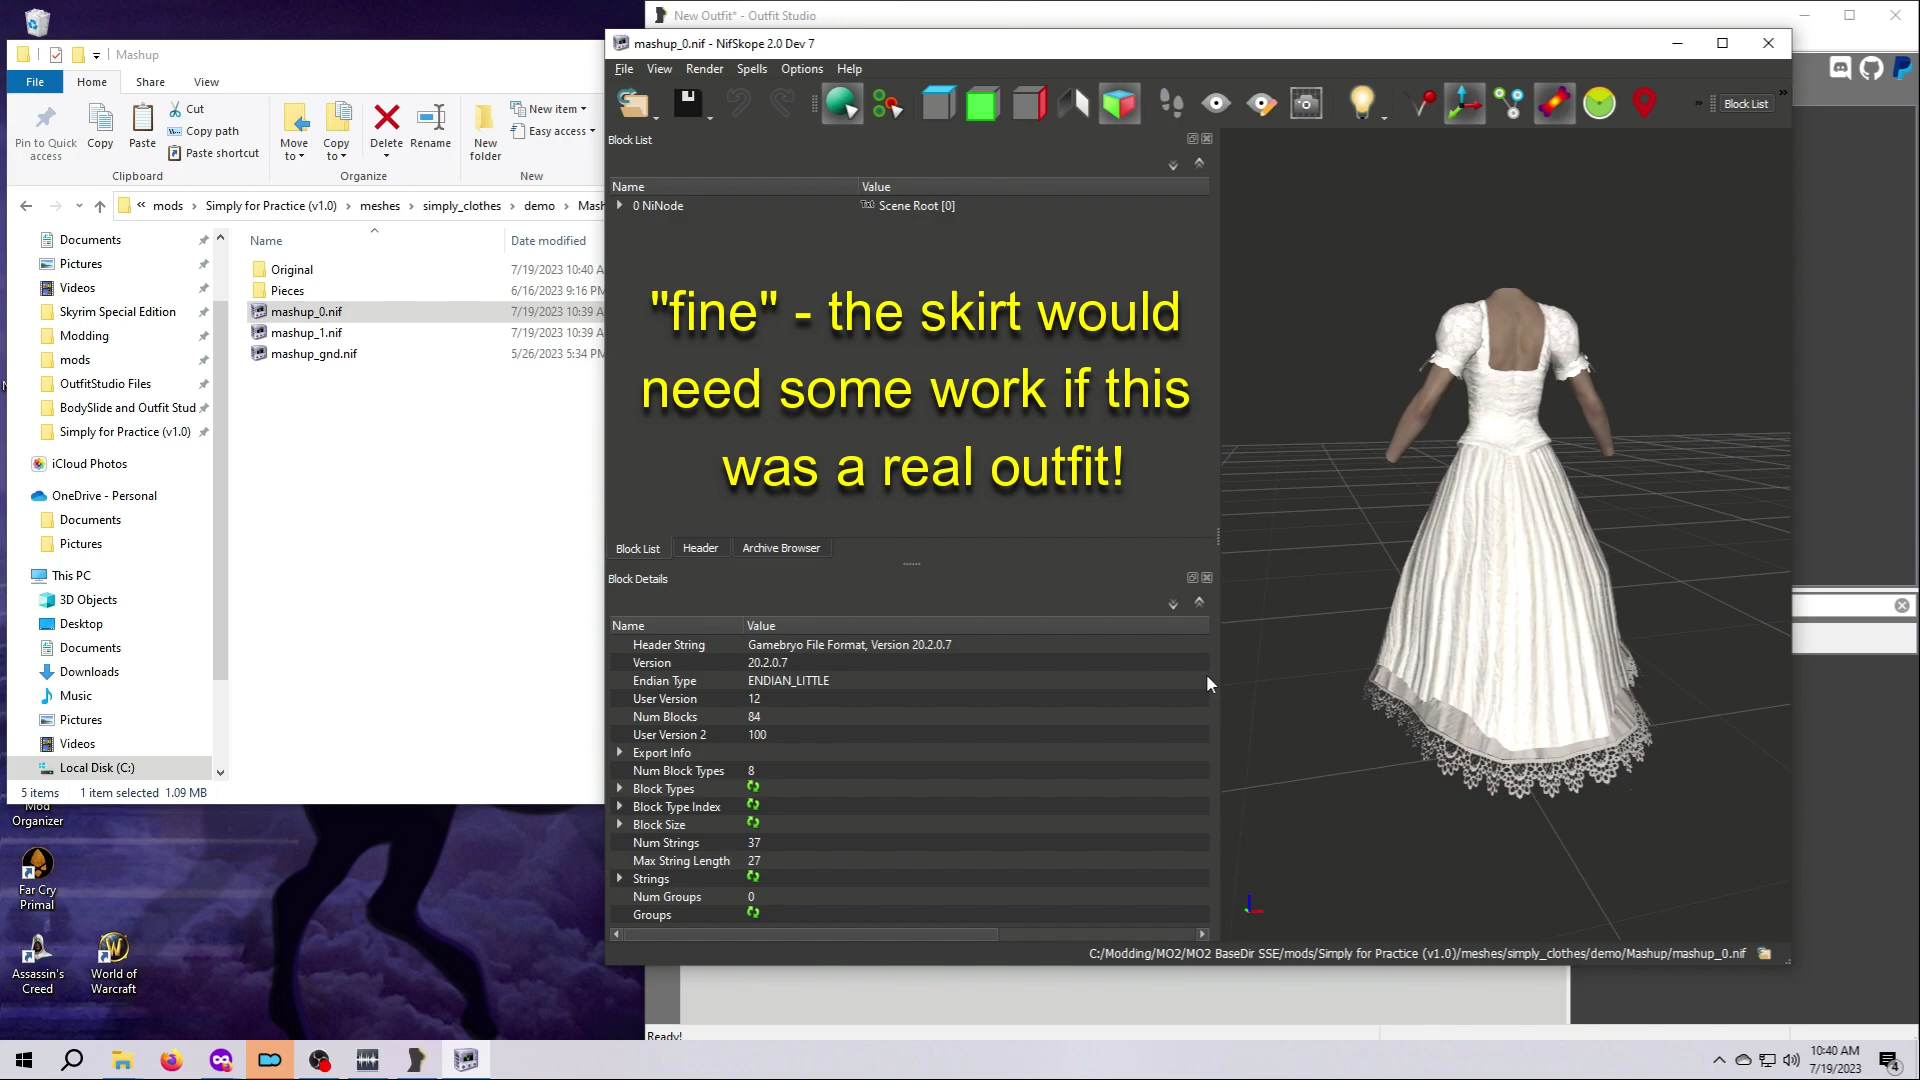 New Outfit* - Outfit Studio
Mashup
File Home Share View
Pin to Quick access
Copy
Paste
Cut
Copy path
Paste shortcut
Clipboard
Move to
Copy to
Delete
Rename
Organize
New folder
New item
Easy access
New
« mods > Simply for Practice (v1.0) > meshes > simply_clothes > demo > Mash
Documents
Pictures
Videos
Skyrim Special Edition
Modding
mods
OutfitStudio Files
BodySlide and Outfit Stud
Simply for Practice (v1.0)
iCloud Photos
OneDrive - Personal
Documents
Pictures
This PC
3D Objects
Desktop
Documents
Downloads
Music
Pictures
Videos
Local Disk (C:)
Name Date modified
Original 7/19/2023 10:40 A
Pieces 6/16/2023 9:16 PM
mashup_0.nif 7/19/2023 10:39 A
mashup_1.nif 7/19/2023 10:39 A
mashup_gnd.nif 5/26/2023 5:34 PM
5 items 1 item selected 1.09 MB
mashup_0.nif - NifSkope 2.0 Dev 7
File View Render Spells Options Help
Block List
Block List
Name Value
0 NiNode Txt Scene Root [0]
"fine" - the skirt would
need some work if this
was a real outfit!
Block List Header Archive Browser
Block Details
Name Value
Header String Gamebryo File Format, Version 20.2.0.7
Version 20.2.0.7
Endian Type ENDIAN_LITTLE
User Version 12
Num Blocks 84
User Version 2 100
Export Info
Num Block Types 8
Block Types
Block Type Index
Block Size
Num Strings 37
Max String Length 27
Strings
Num Groups 0
Groups
C:/Modding/MO2/MO2 BaseDir SSE/mods/Simply for Practice (v1.0)/meshes/simply_clothes/demo/Mashup/mashup_0.nif
Ready!
Mod
Organizer
Far Cry
Primal
Assassin's
Creed
World of
Warcraft
10:40 AM
7/19/2023
4